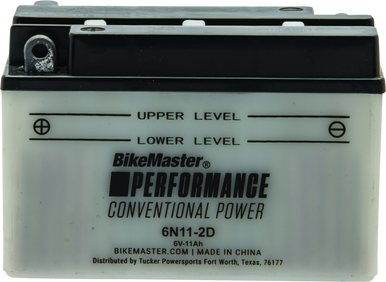 UPPER LEVEL
LOWER LEVEL
BikeMaster®
PERFORMANCE
CONVENTIONAL POWER
6N11-2D
6V-11Ah
BIKEMASTER.COM ■ MADE IN CHINA
Distributed by Tucker Powersports Fort Worth, Texas, 76177